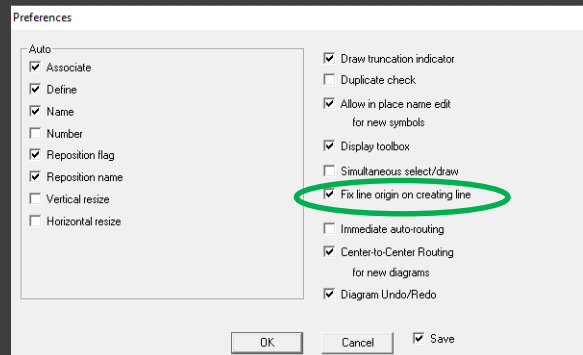 Preferences
Auto
Associate
Define
Name
Number
Reposition flag
Reposition name
Vertical resize
Horizontal resize
Draw truncation indicator
Duplicate check
Allow in place name edit
for new symbols
Display toolbox
Simultaneous select/draw
Fix line origin on creating line
Immediate auto-routing
Center-to-Center Routing
for new diagrams
Diagram Undo/Redo
OK
Cancel
Save